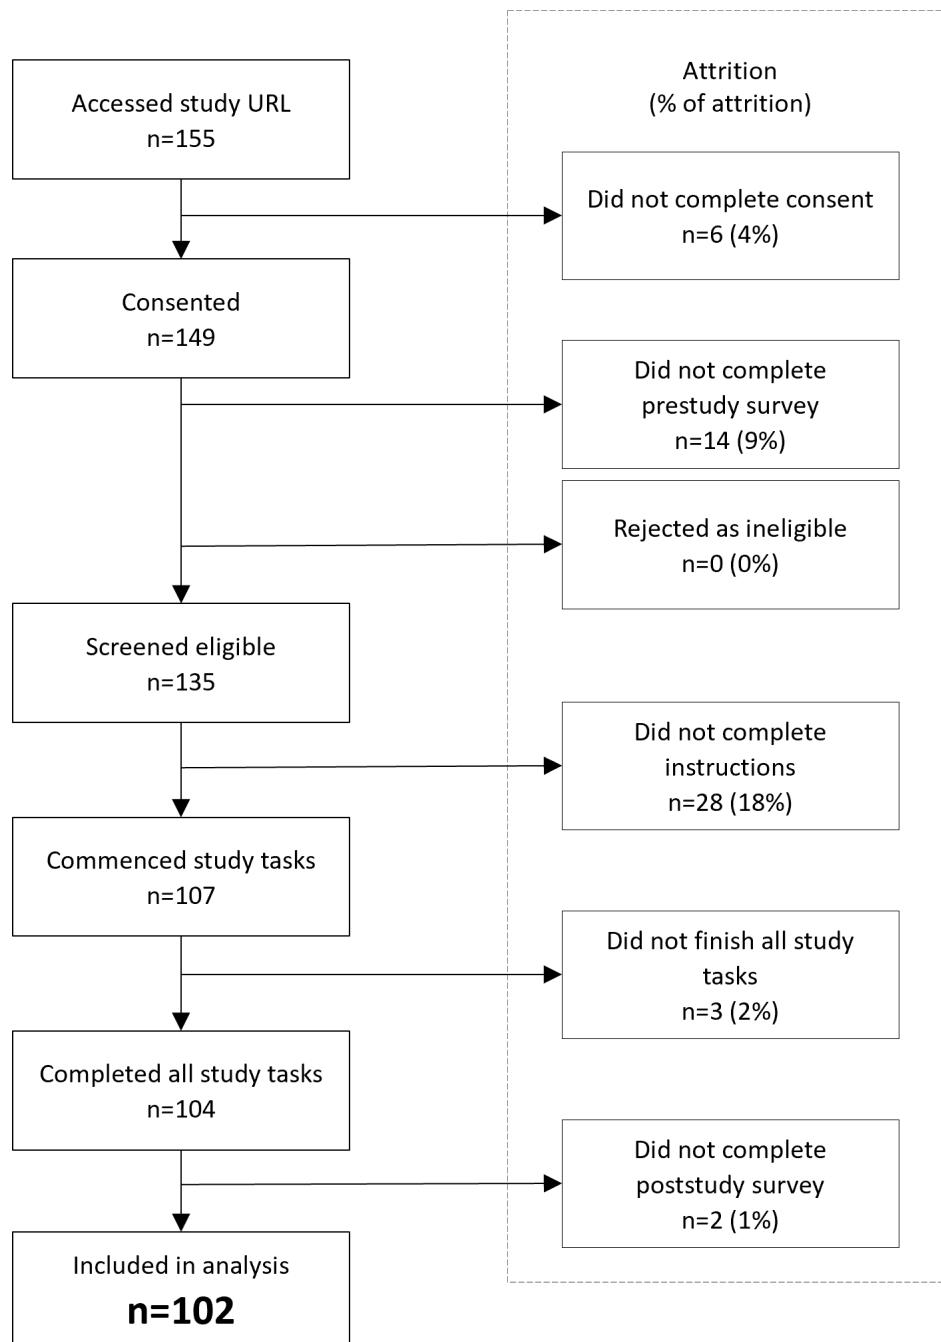 Accessed study URL
n=155
Attrition
(% of attrition)
Did not complete consent
n=6 (4%)
Consented
n=149
Did not complete
prestudy survey
n=14 (9%)
Rejected as ineligible
n=0 (0%)
Screened eligible
n=135
Did not complete
instructions
n=28 (18%)
Commenced study tasks
n=107
Did not finish all study
tasks
n=3 (2%)
Completed all study tasks
n=104
Did not complete
poststudy survey
n=2 (1%)
Included in analysis
n=102